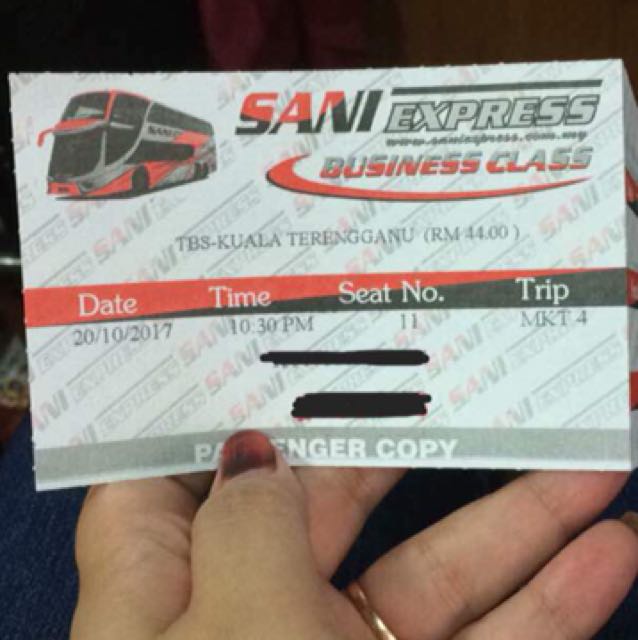 SANI EXPRESS
www.saniexpress.com.my
BUSINESS CLASS
TBS-KUALA TERENGGANU (RM 44.00 )
Date Time Seat No. Trip
20/10/2017 10:30 PM 11 MKT 4
ENGER COPY